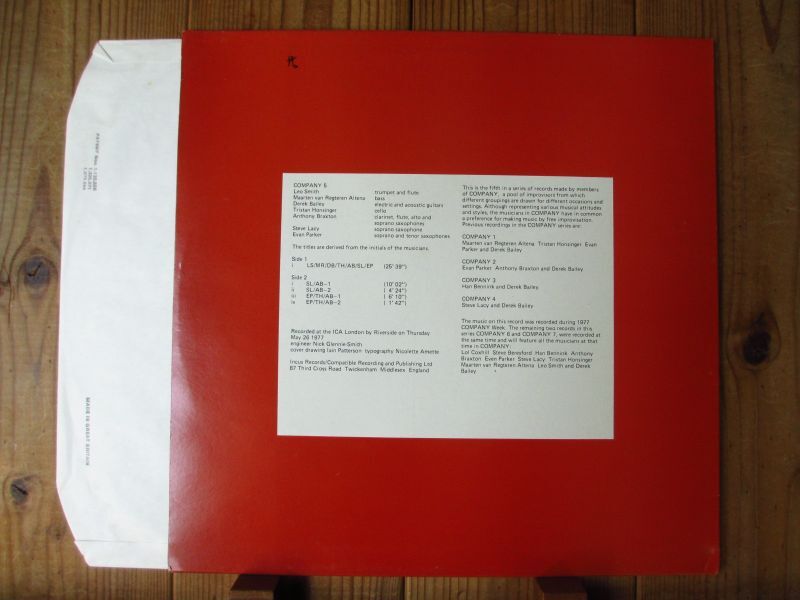 代
PATENT Nos.
MADE IN GREAT BRITAIN
COMPANY 5
Leo Smith trumpet and flute
Maarten van Regteren Altena bass
Derek Bailey electric and acoustic guitars
Tristan Honsinger cello
Anthony Braxton clarinet, flute, alto and
soprano saxophones
Steve Lacy soprano saxophone
Evan Parker soprano and tenor saxophones
The titles are derived from the initials of the musicians.
Side 1
i LS/MR/DB/TH/AB/SL/EP (25' 39")
Side 2
i SL/AB–1 (10' 02")
ii SL/AB–2 ( 4' 24")
iii EP/TH/AB–1 ( 6' 10")
iv EP/TH/AB–2 ( 1' 42")
Recorded at the ICA London by Riverside on Thursday
May 26 1977
engineer Nick Glennie-Smith
cover drawing Iain Patterson typography Nicolette Amette
Incus Records/Compatible Recording and Publishing Ltd
87 Third Cross Road Twickenham Middlesex England
This is the fifth in a series of records made by members
of COMPANY, a pool of improvisors from which
different groupings are drawn for different occasions and
settings. Although representing various musical attitudes
and styles, the musicians in COMPANY have in common
a preference for making music by free improvisation.
Previous recordings in the COMPANY series are:
COMPANY 1
Maarten van Regteren Altena Tristan Honsinger Evan
Parker and Derek Bailey
COMPANY 2
Evan Parker Anthony Braxton and Derek Bailey
COMPANY 3
Han Bennink and Derek Bailey
COMPANY 4
Steve Lacy and Derek Bailey
The music on this record was recorded during 1977
COMPANY Week. The remaining two records in this
series COMPANY 6 and COMPANY 7, were recorded at
the same time and will feature all the musicians at that
time in COMPANY:
Lol Coxhill Steve Beresford Han Bennink Anthony
Braxton Evan Parker Steve Lacy Tristan Honsinger
Maarten van Regteren Altena Leo Smith and Derek
Bailey